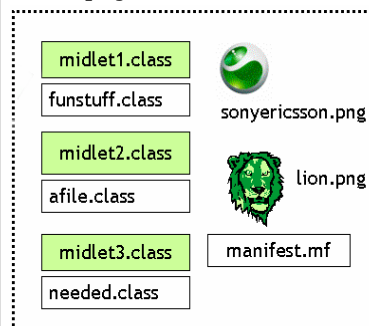 midlet1.class
funstuff.class
sonyericsson.png
midlet2.class
afile.class
lion.png
midlet3.class
manifest.mf
needed.class